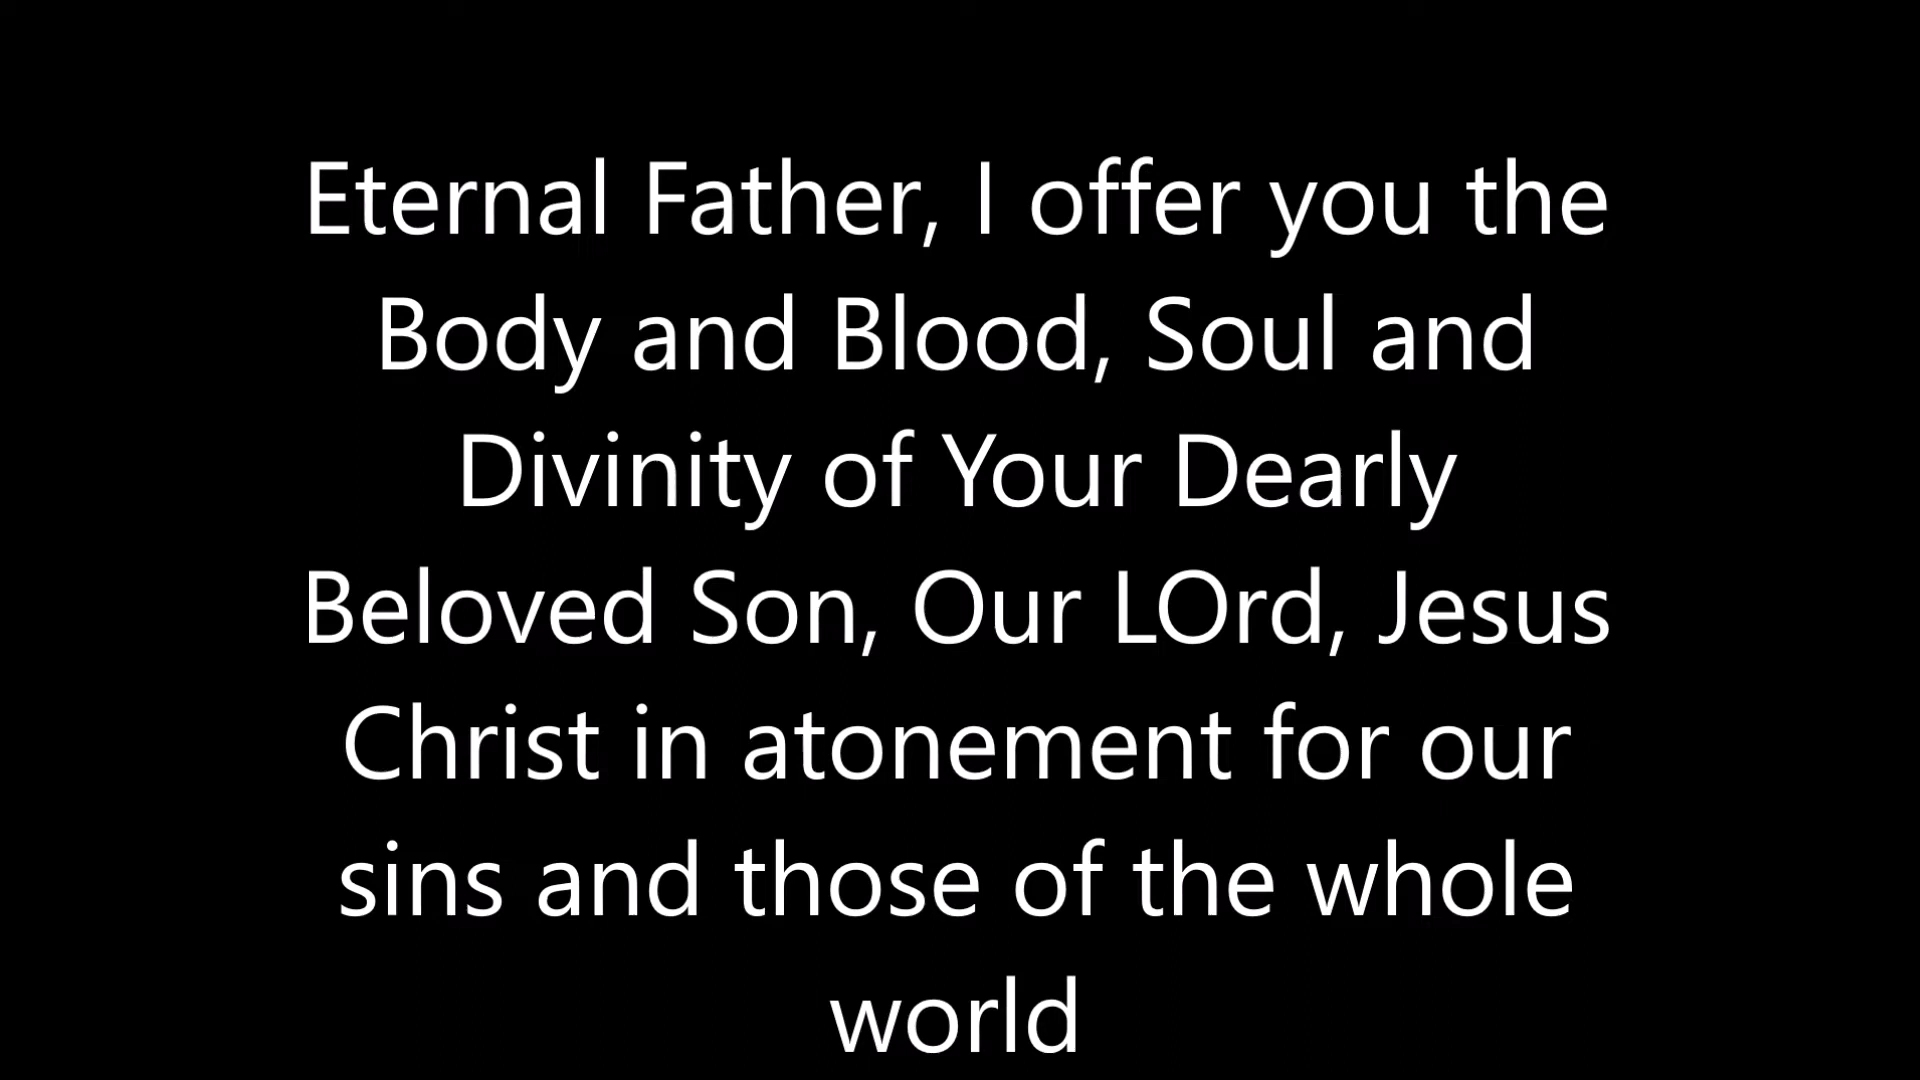 Eternal Father, I offer you the
Body and Blood, Soul and
Divinity of Your Dearly
Beloved Son, Our LOrd, Jesus
Christ in atonement for our
sins and those of the whole
world